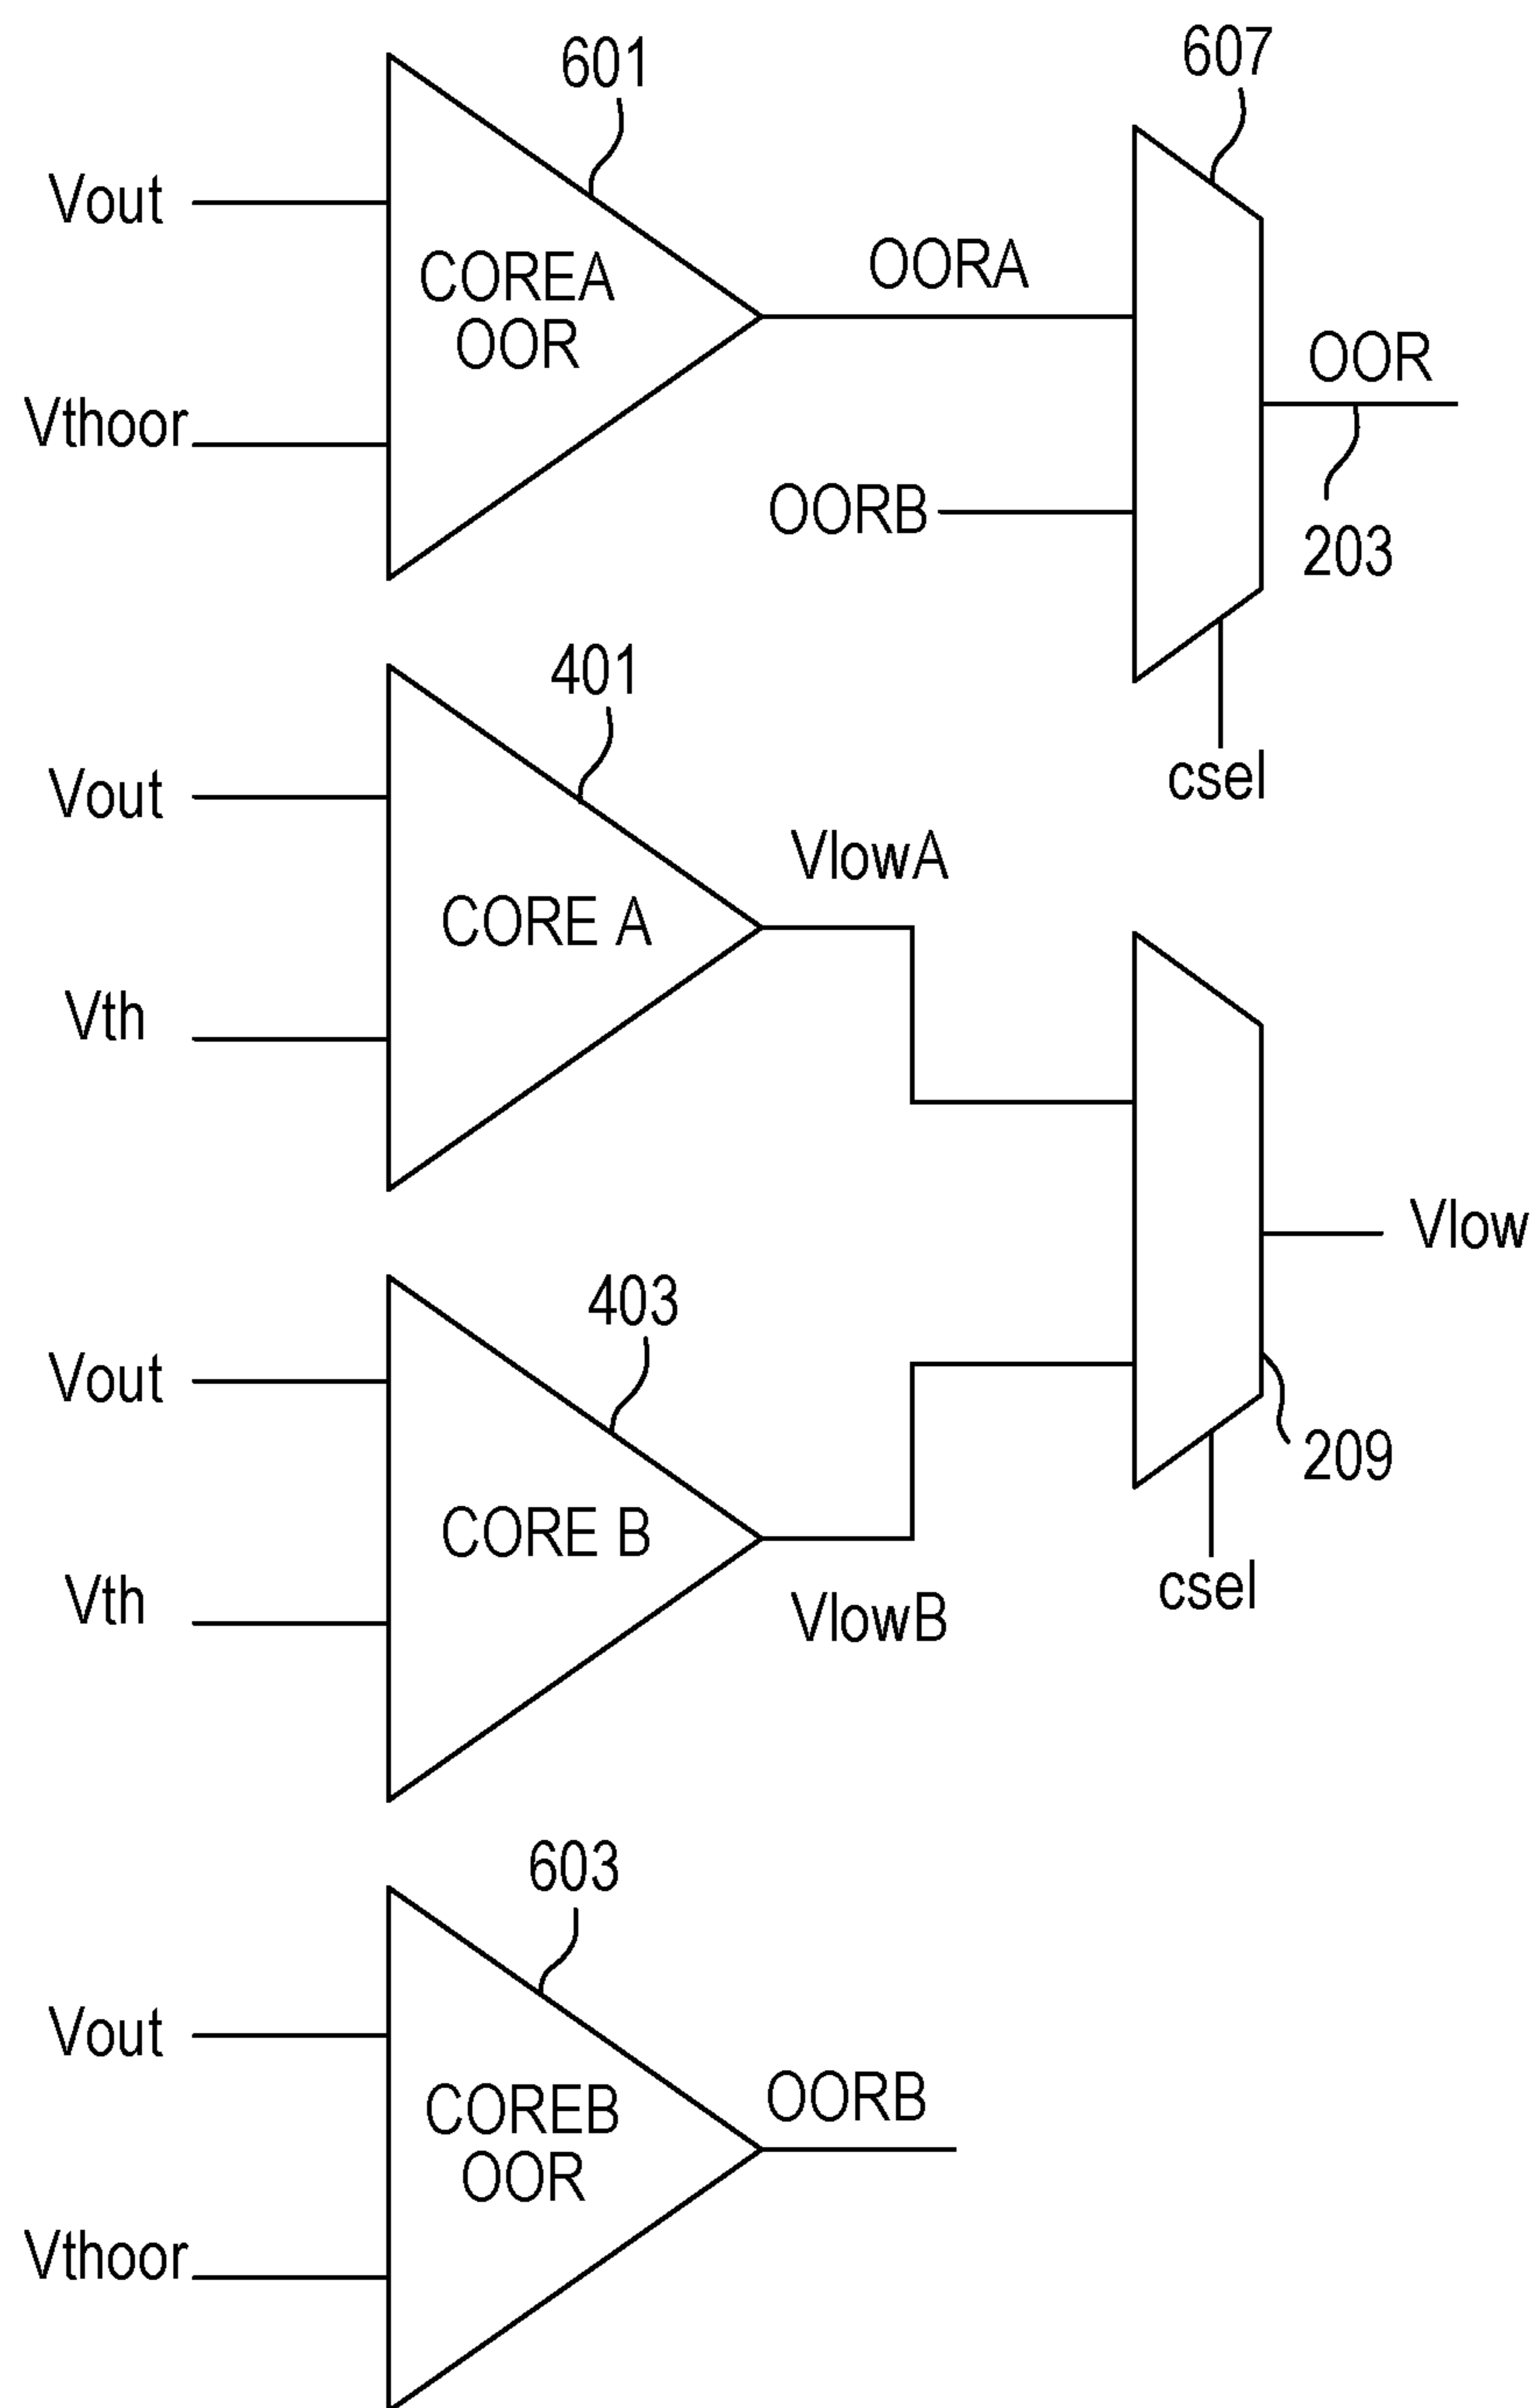 601
607
Vout
COREA
OOR
OORA
OOR
Vthoor
OORB
203
401
csel
Vout
VlowA
CORE A
Vth
Vlow
403
Vout
209
CORE B
csel
Vth
VlowB
603
Vout
COREB
OOR
OORB
Vthoor